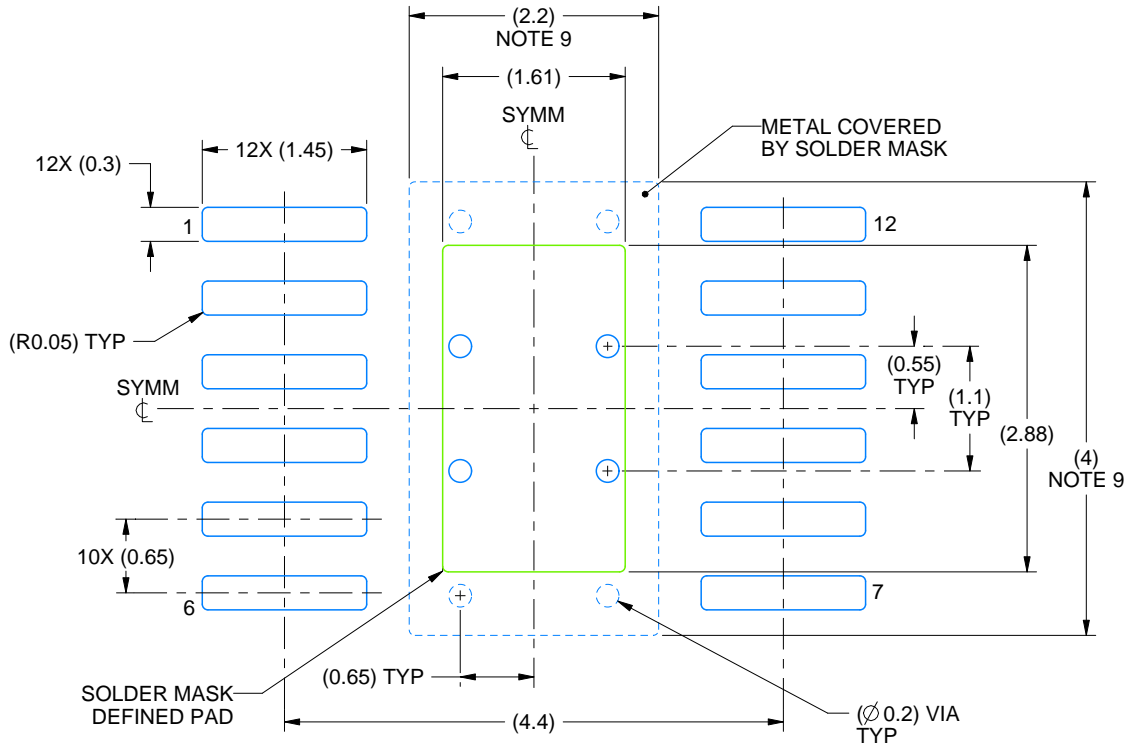 (2.2)
NOTE 9
(1.61)
SYMM
METAL COVERED
BY SOLDER MASK
12X (1.45)
12X (0.3)
1
12
(R0.05) TYP
(0.55)
TYP
(1.1)
TYP
SYMM
(2.88)
(4)
NOTE 9
10X (0.65)
6
7
(0.65) TYP
SOLDER MASK
DEFINED PAD
(4.4)
(∅ 0.2) VIA
TYP